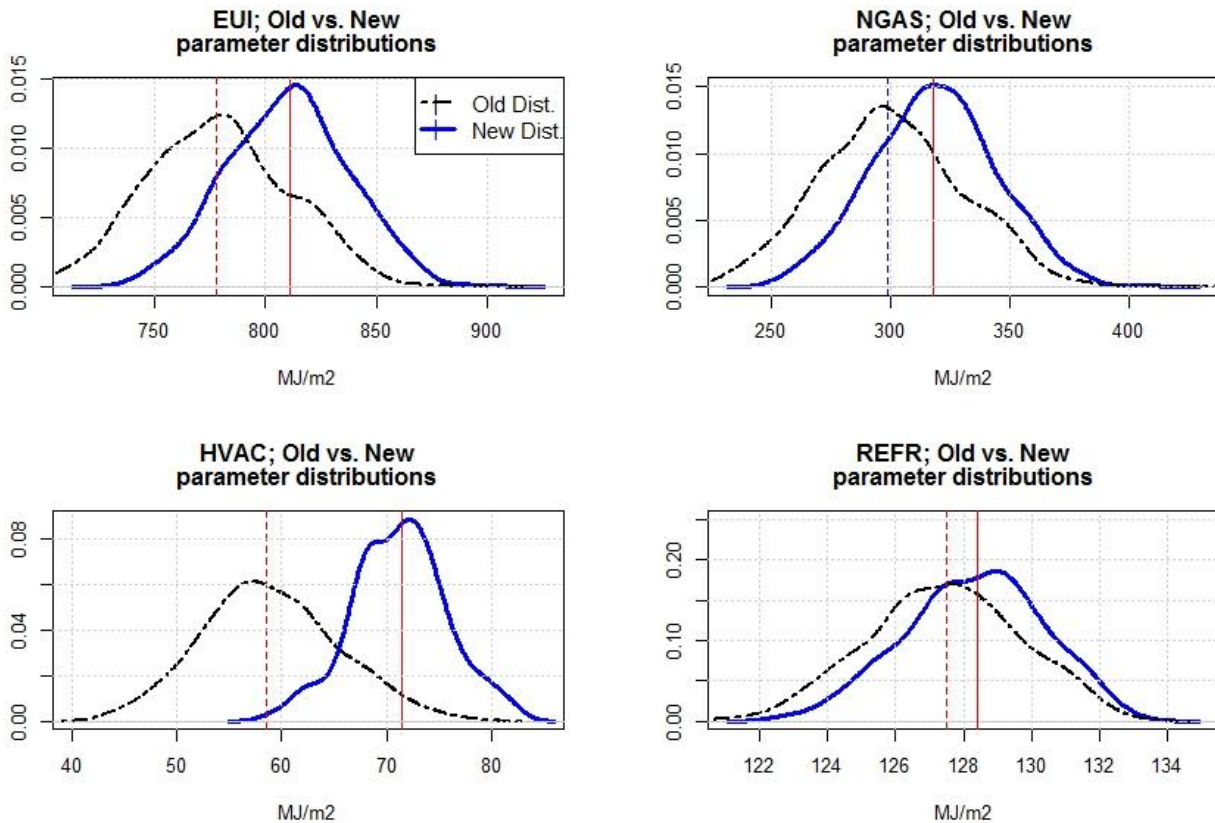 EUI; Old vs. New
parameter distributions
0.000 0.005 0.010 0.015
Old Dist.
New Dist.
750 800 850 900
MJ/m2
NGAS; Old vs. New
parameter distributions
0.000 0.005 0.010 0.015
250 300 350 400
MJ/m2
HVAC; Old vs. New
parameter distributions
0.00 0.04 0.08
40 50 60 70 80
MJ/m2
REFR; Old vs. New
parameter distributions
0.00 0.10 0.20
122 124 126 128 130 132 134
MJ/m2